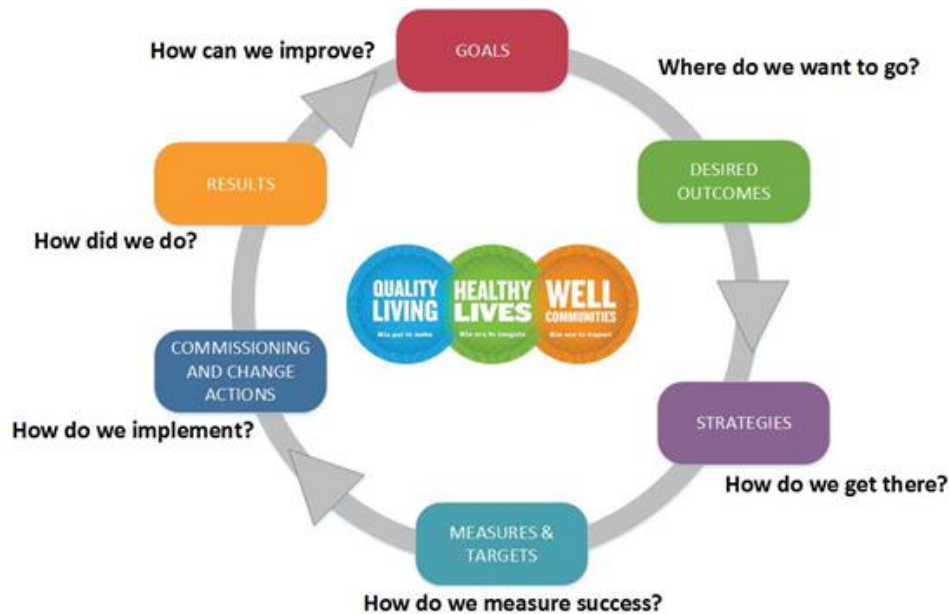 How can we improve?
GOALS
Where do we want to go?
DESIRED
OUTCOMES
RESULTS
How did we do?
QUALITY
LIVING
HEALTHY
LIVES
WELL
COMMUNITIES
COMMISSIONING
AND CHANGE
ACTIONS
How do we implement?
STRATEGIES
How do we get there?
MEASURES &
TARGETS
How do we measure success?